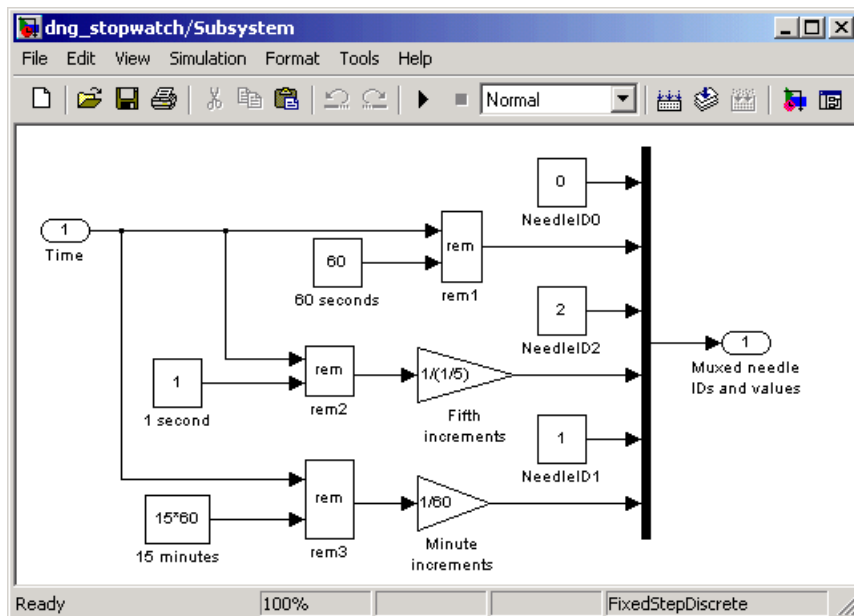 dng_stopwatch/Subsystem
File Edit View Simulation Format Tools Help
Normal
0
NeedleID0
1
Time
rem
rem1
60
60 seconds
2
NeedleID2
1
Muxed needle
IDs and values
1
1 second
rem
rem2
1/(1/5)
Fifth
increments
1
NeedleID1
15*60
15 minutes
rem
rem3
1/60
Minute
increments
Ready 100% FixedStepDiscrete